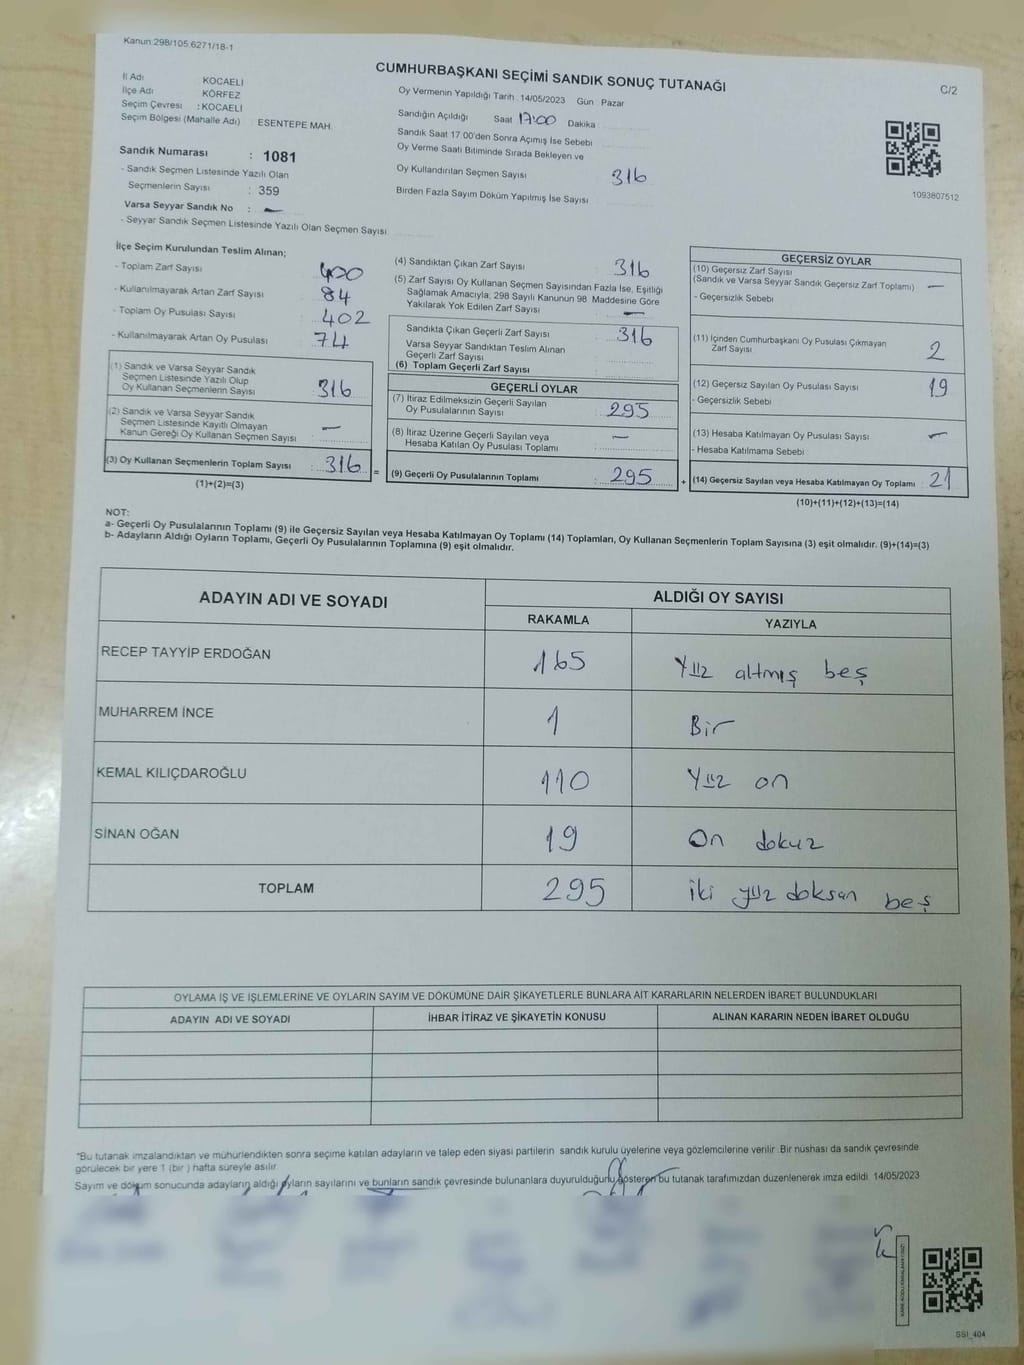 Kanun:298/105.6271/18-1
CUMHURBAŞKANI SEÇİMİ SANDIK SONUÇ TUTANAĞI
C/2
İl Adı KOCAELİ
İlçe Adı KÖRFEZ
Seçim Çevresi : KOCAELİ
Seçim Bölgesi (Mahalle Adı) : ESENTEPE MAH.
Oy Vermenin Yapıldığı Tarih : 14/05/2023 Gün : Pazar
Sandığın Açıldığı Saat 17:00 Dakika
Sandık Saat 17:00'den Sonra Açımış İse Sebebi
Oy Verme Saati Bitiminde Sırada Bekleyen ve
Oy Kullandırılan Seçmen Sayısı 316
Birden Fazla Sayım Döküm Yapılmış İse Sayısı
1093807512
Sandık Numarası : 1081
- Sandık Seçmen Listesinde Yazılı Olan
Seçmenlerin Sayısı : 359
Varsa Seyyar Sandık No : -
- Seyyar Sandık Seçmen Listesinde Yazılı Olan Seçmen Sayısı
İlçe Seçim Kurulundan Teslim Alınan;
- Toplam Zarf Sayısı 400
- Kullanılmayarak Artan Zarf Sayısı 84
- Toplam Oy Pusulası Sayısı 402
- Kullanılmayarak Artan Oy Pusulası 74
(1) Sandık ve Varsa Seyyar Sandık
Seçmen Listesinde Yazılı Olup
Oy Kullanan Seçmenlerin Sayısı 316
(2) Sandık ve Varsa Seyyar Sandık
Seçmen Listesinde Kayıtlı Olmayan
Kanun Gereği Oy Kullanan Seçmen Sayısı -
(3) Oy Kullanan Seçmenlerin Toplam Sayısı : 316 =
(1)+(2)=(3)
(4) Sandıktan Çıkan Zarf Sayısı 316
(5) Zarf Sayısı Oy Kullanan Seçmen Sayısından Fazla İse, Eşitliği
Sağlamak Amacıyla, 298 Sayılı Kanunun 98 Maddesine Göre
Yakılarak Yok Edilen Zarf Sayısı -
Sandıkta Çıkan Geçerli Zarf Sayısı 316
Varsa Seyyar Sandıktan Teslim Alınan
Geçerli Zarf Sayısı
(6) Toplam Geçerli Zarf Sayısı
GEÇERLİ OYLAR
(7) İtiraz Edilmeksizin Geçerli Sayılan
Oy Pusulalarının Sayısı 295
(8) İtiraz Üzerine Geçerli Sayılan veya
Hesaba Katılan Oy Pusulası Toplamı -
(9) Geçerli Oy Pusulalarının Toplamı : 295 +
GEÇERSİZ OYLAR
(10) Geçersiz Zarf Sayısı
(Sandık ve Varsa Seyyar Sandık Geçersiz Zarf Toplamı) -
- Geçersizlik Sebebi
(11) İçinden Cumhurbaşkanı Oy Pusulası Çıkmayan
Zarf Sayısı 2
(12) Geçersiz Sayılan Oy Pusulası Sayısı 19
- Geçersizlik Sebebi
(13) Hesaba Katılmayan Oy Pusulası Sayısı -
- Hesaba Katılmama Sebebi
(14) Geçersiz Sayılan veya Hesaba Katılmayan Oy Toplamı : 21
(10)+(11)+(12)+(13)=(14)
NOT:
a- Geçerli Oy Pusulalarının Toplamı (9) ile Geçersiz Sayılan veya Hesaba Katılmayan Oy Toplamı (14) Toplamları, Oy Kullanan Seçmenlerin Toplam Sayısına (3) eşit olmalıdır. (9)+(14)=(3)
b- Adayların Aldığı Oyların Toplamı, Geçerli Oy Pusulalarının Toplamına (9) eşit olmalıdır.
ADAYIN ADI VE SOYADI ALDIĞI OY SAYISI
RAKAMLA YAZIYLA
RECEP TAYYİP ERDOĞAN 165 Yüz altmış beş
MUHARREM İNCE 1 Bir
KEMAL KILIÇDAROĞLU 110 Yüz on
SİNAN OĞAN 19 On dokuz
TOPLAM 295 iki yüz doksan beş
OYLAMA İŞ VE İŞLEMLERİNE VE OYLARIN SAYIM VE DÖKÜMÜNE DAİR ŞİKAYETLERLE BUNLARA AİT KARARLARIN NELERDEN İBARET BULUNDUKLARI
ADAYIN ADI VE SOYADI İHBAR İTİRAZ VE ŞİKAYETİN KONUSU ALINAN KARARIN NEDEN İBARET OLDUĞU
*Bu tutanak imzalandıktan ve mühürlendikten sonra seçime katılan adayların ve talep eden siyasi partilerin sandık kurulu üyelerine veya gözlemcilerine verilir. Bir nüshası da sandık çevresinde
görülecek bir yere 1 (bir) hafta süreyle asılır.
Sayım ve döküm sonucunda adayların aldığı oyların sayılarını ve bunların sandık çevresinde bulunanlara duyurulduğunu gösteren bu tutanak tarafımızdan düzenlenerek imza edildi. 14/05/2023
SSI_404